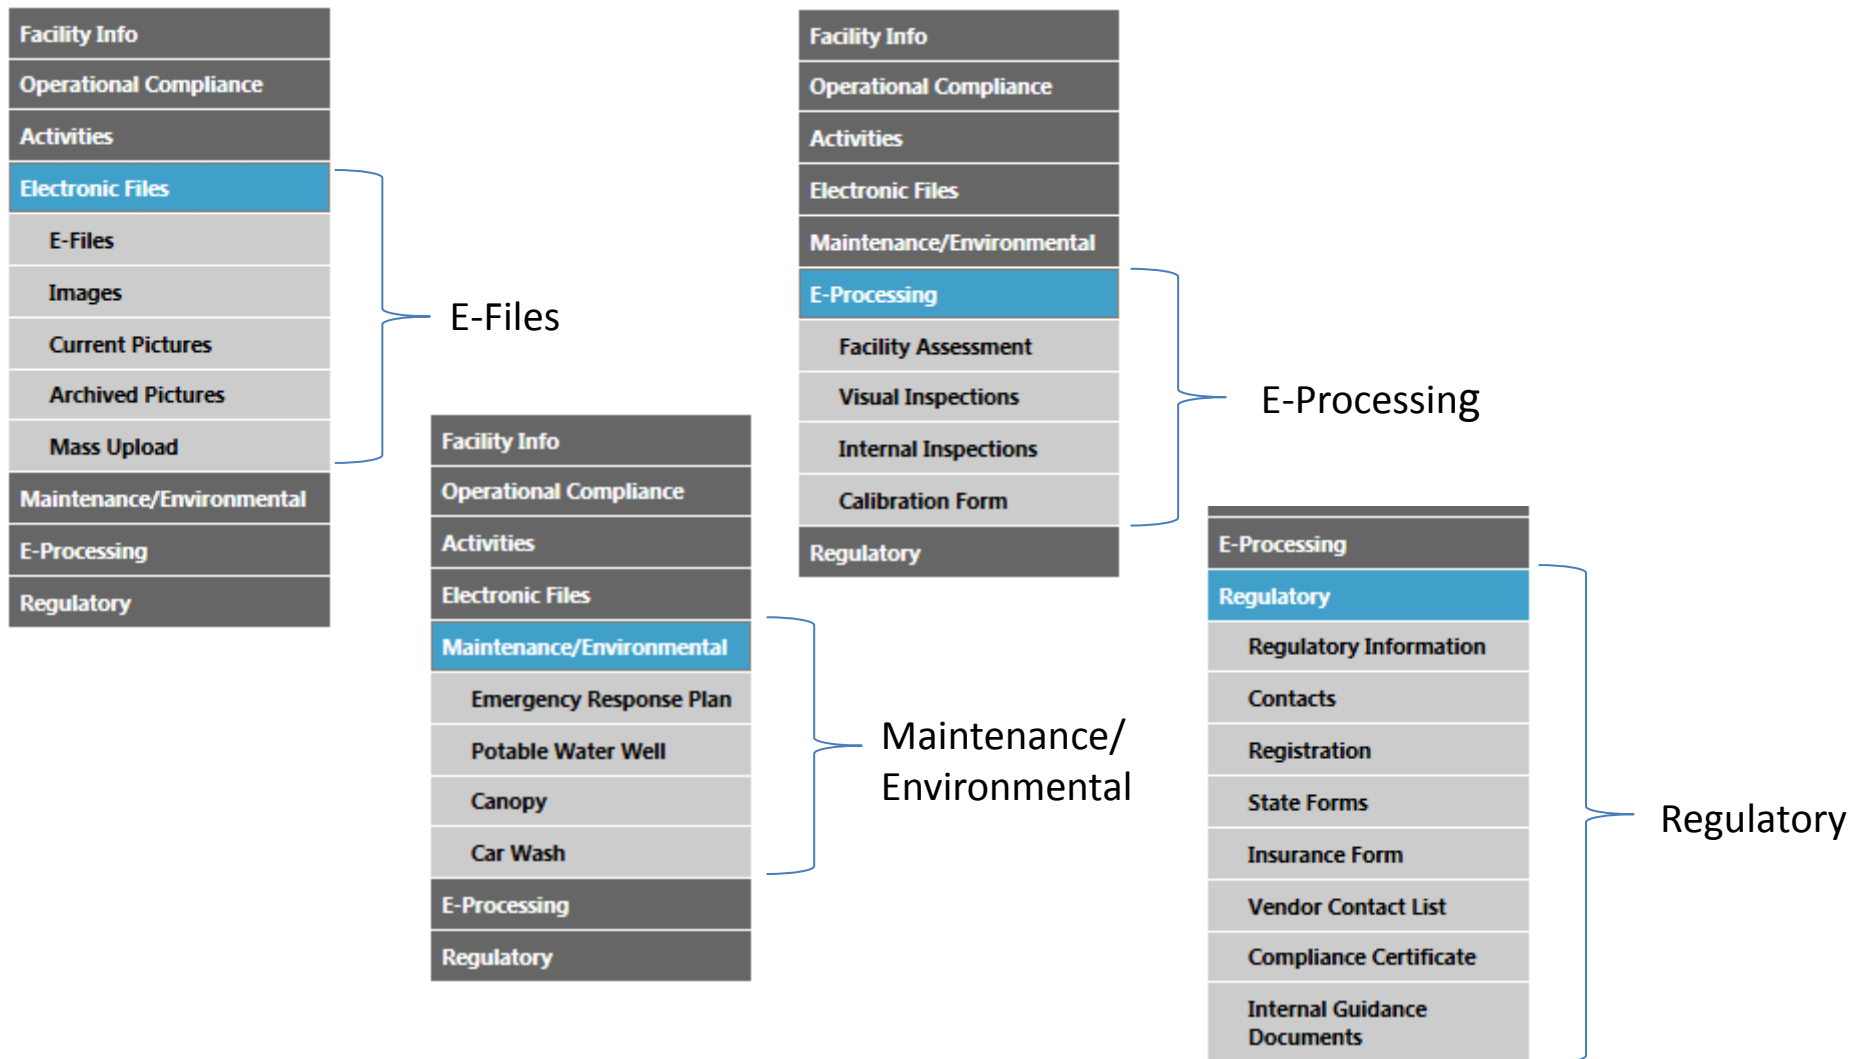 Facility Info
Operational Compliance
Activities
Electronic Files
E-Files
Images
Current Pictures
Archived Pictures
Mass Upload
Maintenance/Environmental
E-Processing
Regulatory
E-Files
Facility Info
Operational Compliance
Activities
Electronic Files
Maintenance/Environmental
Emergency Response Plan
Potable Water Well
Canopy
Car Wash
E-Processing
Regulatory
Maintenance/
Environmental
Facility Info
Operational Compliance
Activities
Electronic Files
Maintenance/Environmental
E-Processing
Facility Assessment
Visual Inspections
Internal Inspections
Calibration Form
Regulatory
E-Processing
E-Processing
Regulatory
Regulatory Information
Contacts
Registration
State Forms
Insurance Form
Vendor Contact List
Compliance Certificate
Internal Guidance
Documents
Regulatory